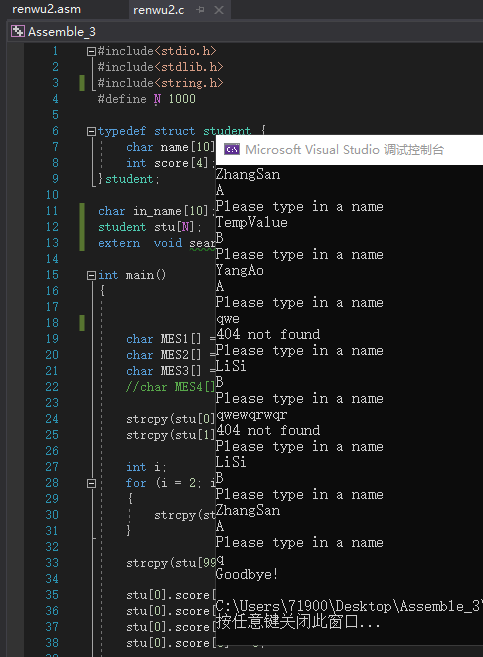 renwu2.asm renwu2.c
Assemble_3
1 #include<stdio.h>
2 #include<stdlib.h>
3 #include<string.h>
4 #define N 1000
5
6 typedef struct student {
7 char name[10]
8 int score[4];
9 }student;
10
11 char in_name[10];
12 student stu[N];
13 extern void sear
14
15 int main()
16 {
17
18
19 char MES1[] =
20 char MES2[] =
21 char MES3[] =
22 //char MES4[]
23
24 strcpy(stu[0]
25 strcpy(stu[1]
26
27 int i;
28 for (i = 2; i
29 {
30 strcpy(st
31 }
32
33 strcpy(stu[99
34
35 stu[0].score[
36 stu[0].score[
37 stu[0].score[
38
Microsoft Visual Studio 调试控制台
ZhangSan
A
Please type in a name
TempValue
B
Please type in a name
YangAo
A
Please type in a name
qwe
404 not found
Please type in a name
LiSi
B
Please type in a name
qwewqrwqr
404 not found
Please type in a name
LiSi
B
Please type in a name
ZhangSan
A
Please type in a name
q
Goodbye!
C:\Users\71900\Desktop\Assemble_3\
按任意键关闭此窗口...